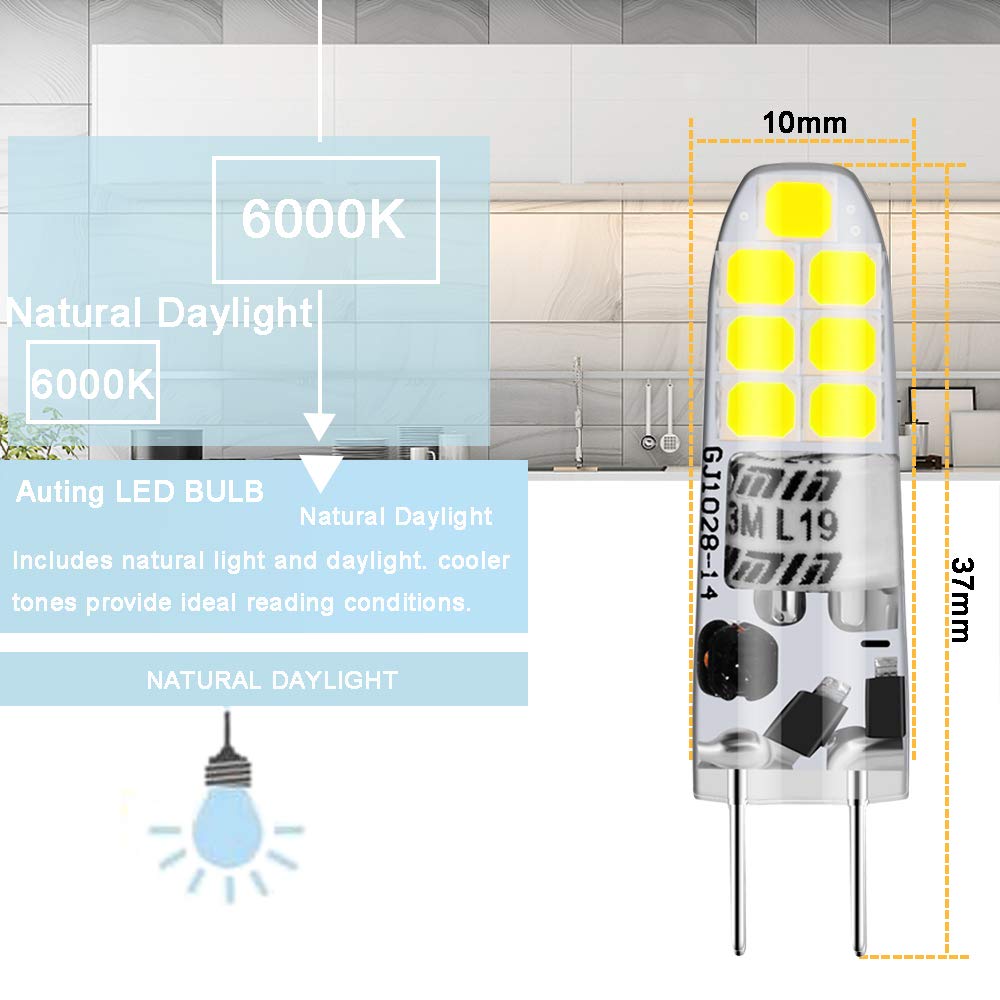 10mm
6000K
Natural Daylight
6000K
Auting LED BULB
Natural Daylight
Includes natural light and daylight. cooler
tones provide ideal reading conditions.
NATURAL DAYLIGHT
GJ1028-14
3M L19
37mm